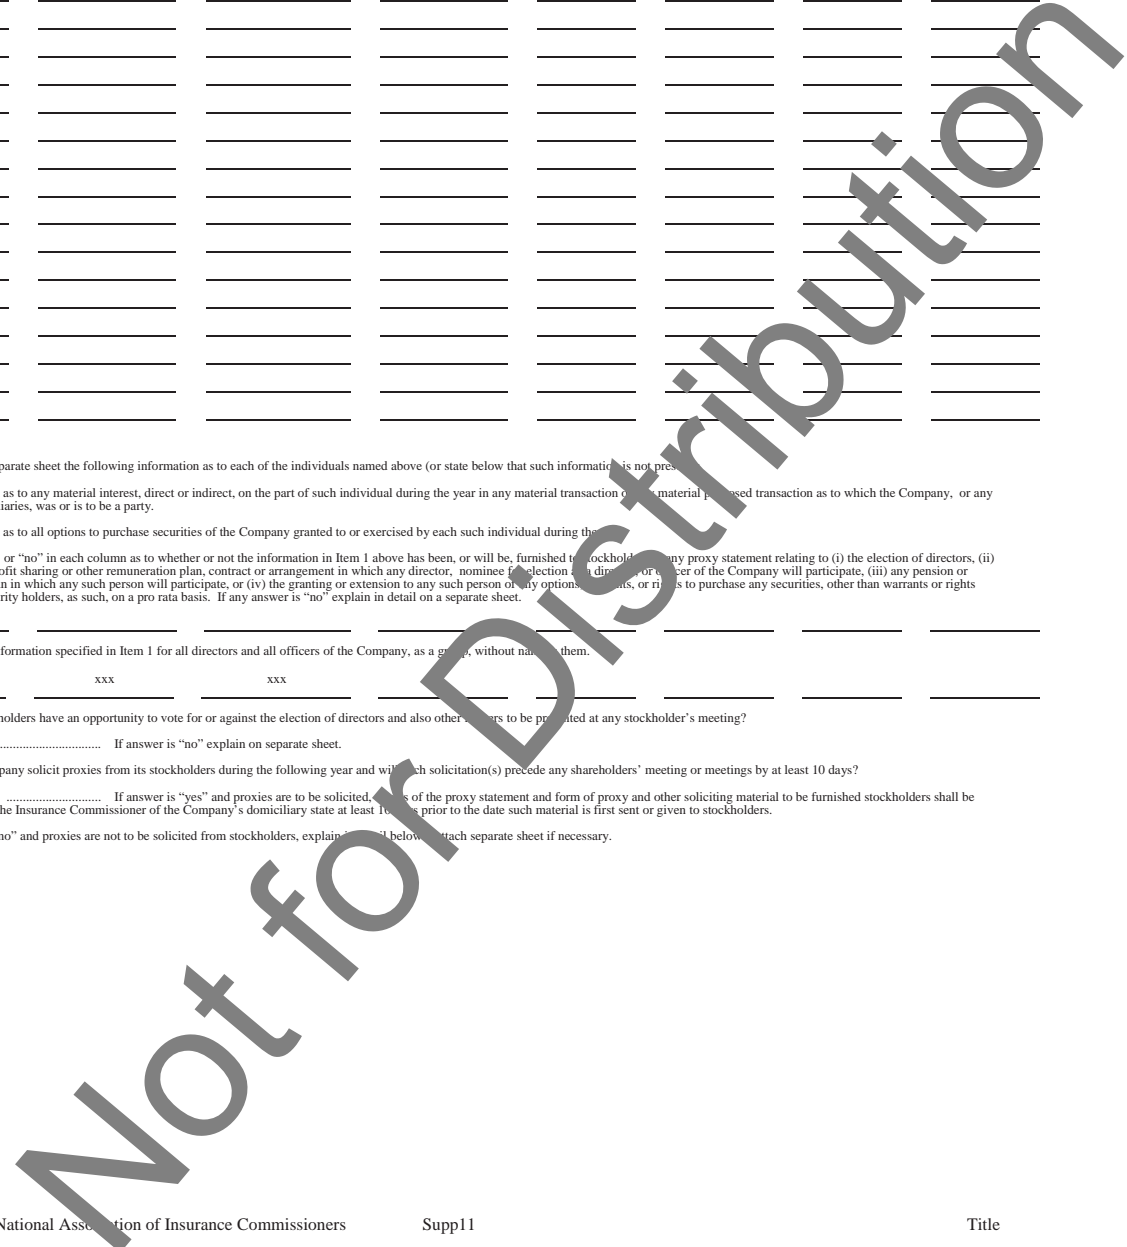 parate sheet the following information as to each of the individuals named above (or state below that such information is not pres
as to any material interest, direct or indirect, on the part of such individual during the year in any material transaction material transaction as to which the Company, or any
iaries, was or is to be a party.
as to all options to purchase securities of the Company granted to or exercised by each such individual during the
or “no” in each column as to whether or not the information in Item 1 above has been, or will be, furnished any proxy statement relating to (i) the election of directors, (ii)
ofit sharing or other remuneration plan, contract or arrangement in which any director, nominee election of the Company will participate, (iii) any pension or
n in which any such person will participate, or (iv) the granting or extension to any such person of options, to purchase any securities, other than warrants or rights
rity holders, as such, on a pro rata basis. If any answer is “no” explain in detail on a separate sheet.
formation specified in Item 1 for all directors and all officers of the Company, as a without them.
xxx xxx
holders have an opportunity to vote for or against the election of directors and also other to be at any stockholder’s meeting?
............................... If answer is “no” explain on separate sheet.
pany solicit proxies from its stockholders during the following year and will solicitation(s) precede any shareholders’ meeting or meetings by at least 10 days?
............................. If answer is “yes” and proxies are to be solicited, of the proxy statement and form of proxy and other soliciting material to be furnished stockholders shall be
he Insurance Commissioner of the Company’s domiciliary state at least prior to the date such material is first sent or given to stockholders.
no” and proxies are not to be solicited from stockholders, explain below attach separate sheet if necessary.
Not for Distribution
National Association of Insurance Commissioners Supp11 Title